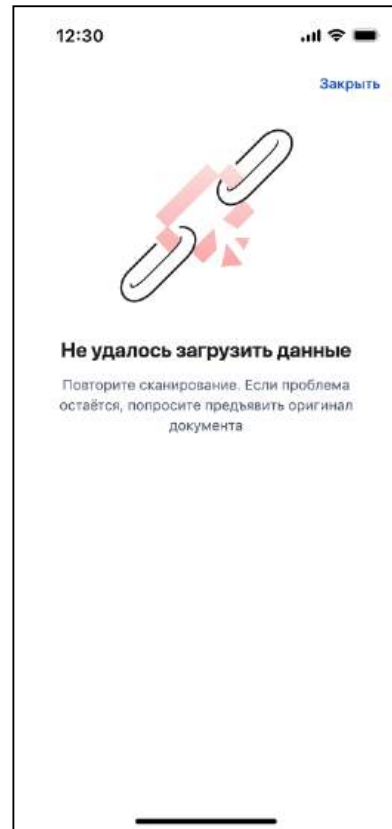 12:30
Закрыть
Не удалось загрузить данные
Повторите сканирование. Если проблема
остаётся, попросите предъявить оригинал
документа